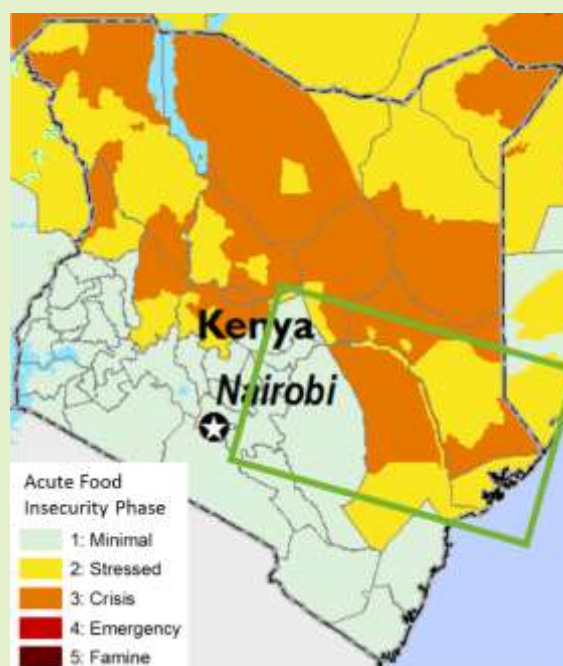 Kenya
Nairobi
Acute Food
Insecurity Phase
1: Minimal
2: Stressed
3: Crisis
4: Emergency
5: Famine